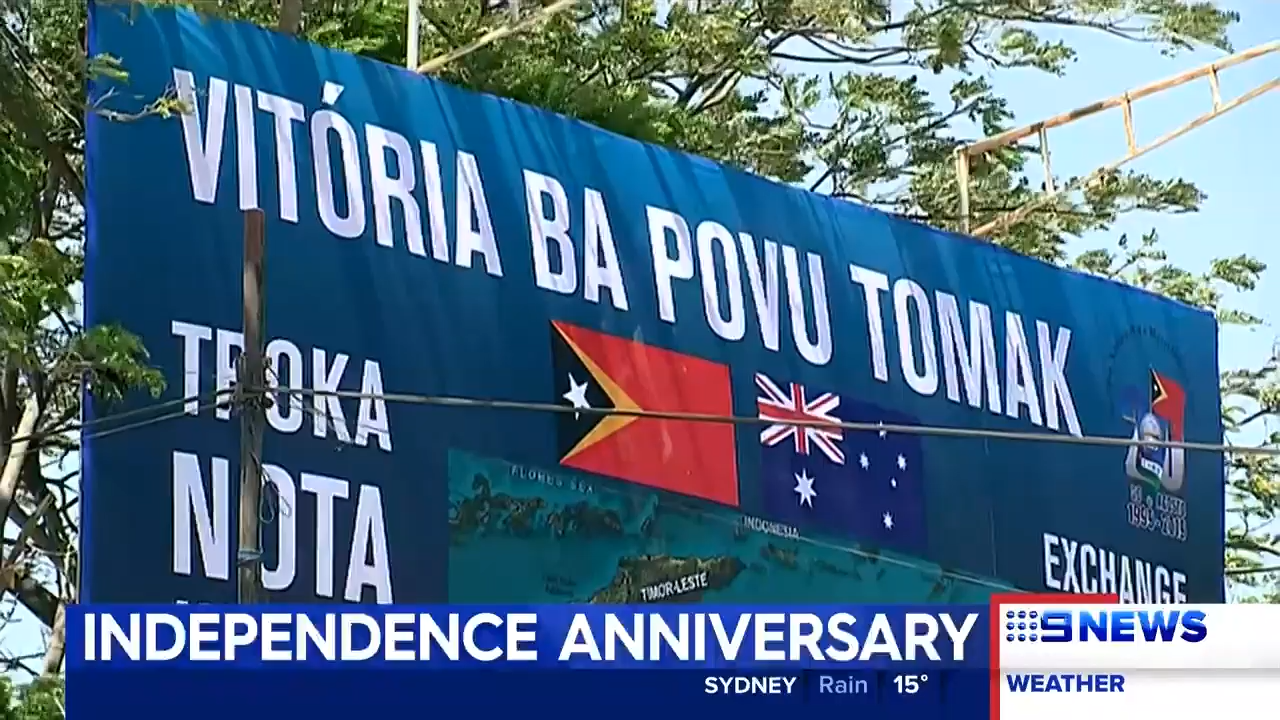 VITÓRIA BA POVU TOMAK
TROKA
NOTA
FLORES SEA
INDONESIA
TIMOR-LESTE
1999-2019
EXCHANGE
INDEPENDENCE ANNIVERSARY
9NEWS
SYDNEY Rain 15°
WEATHER